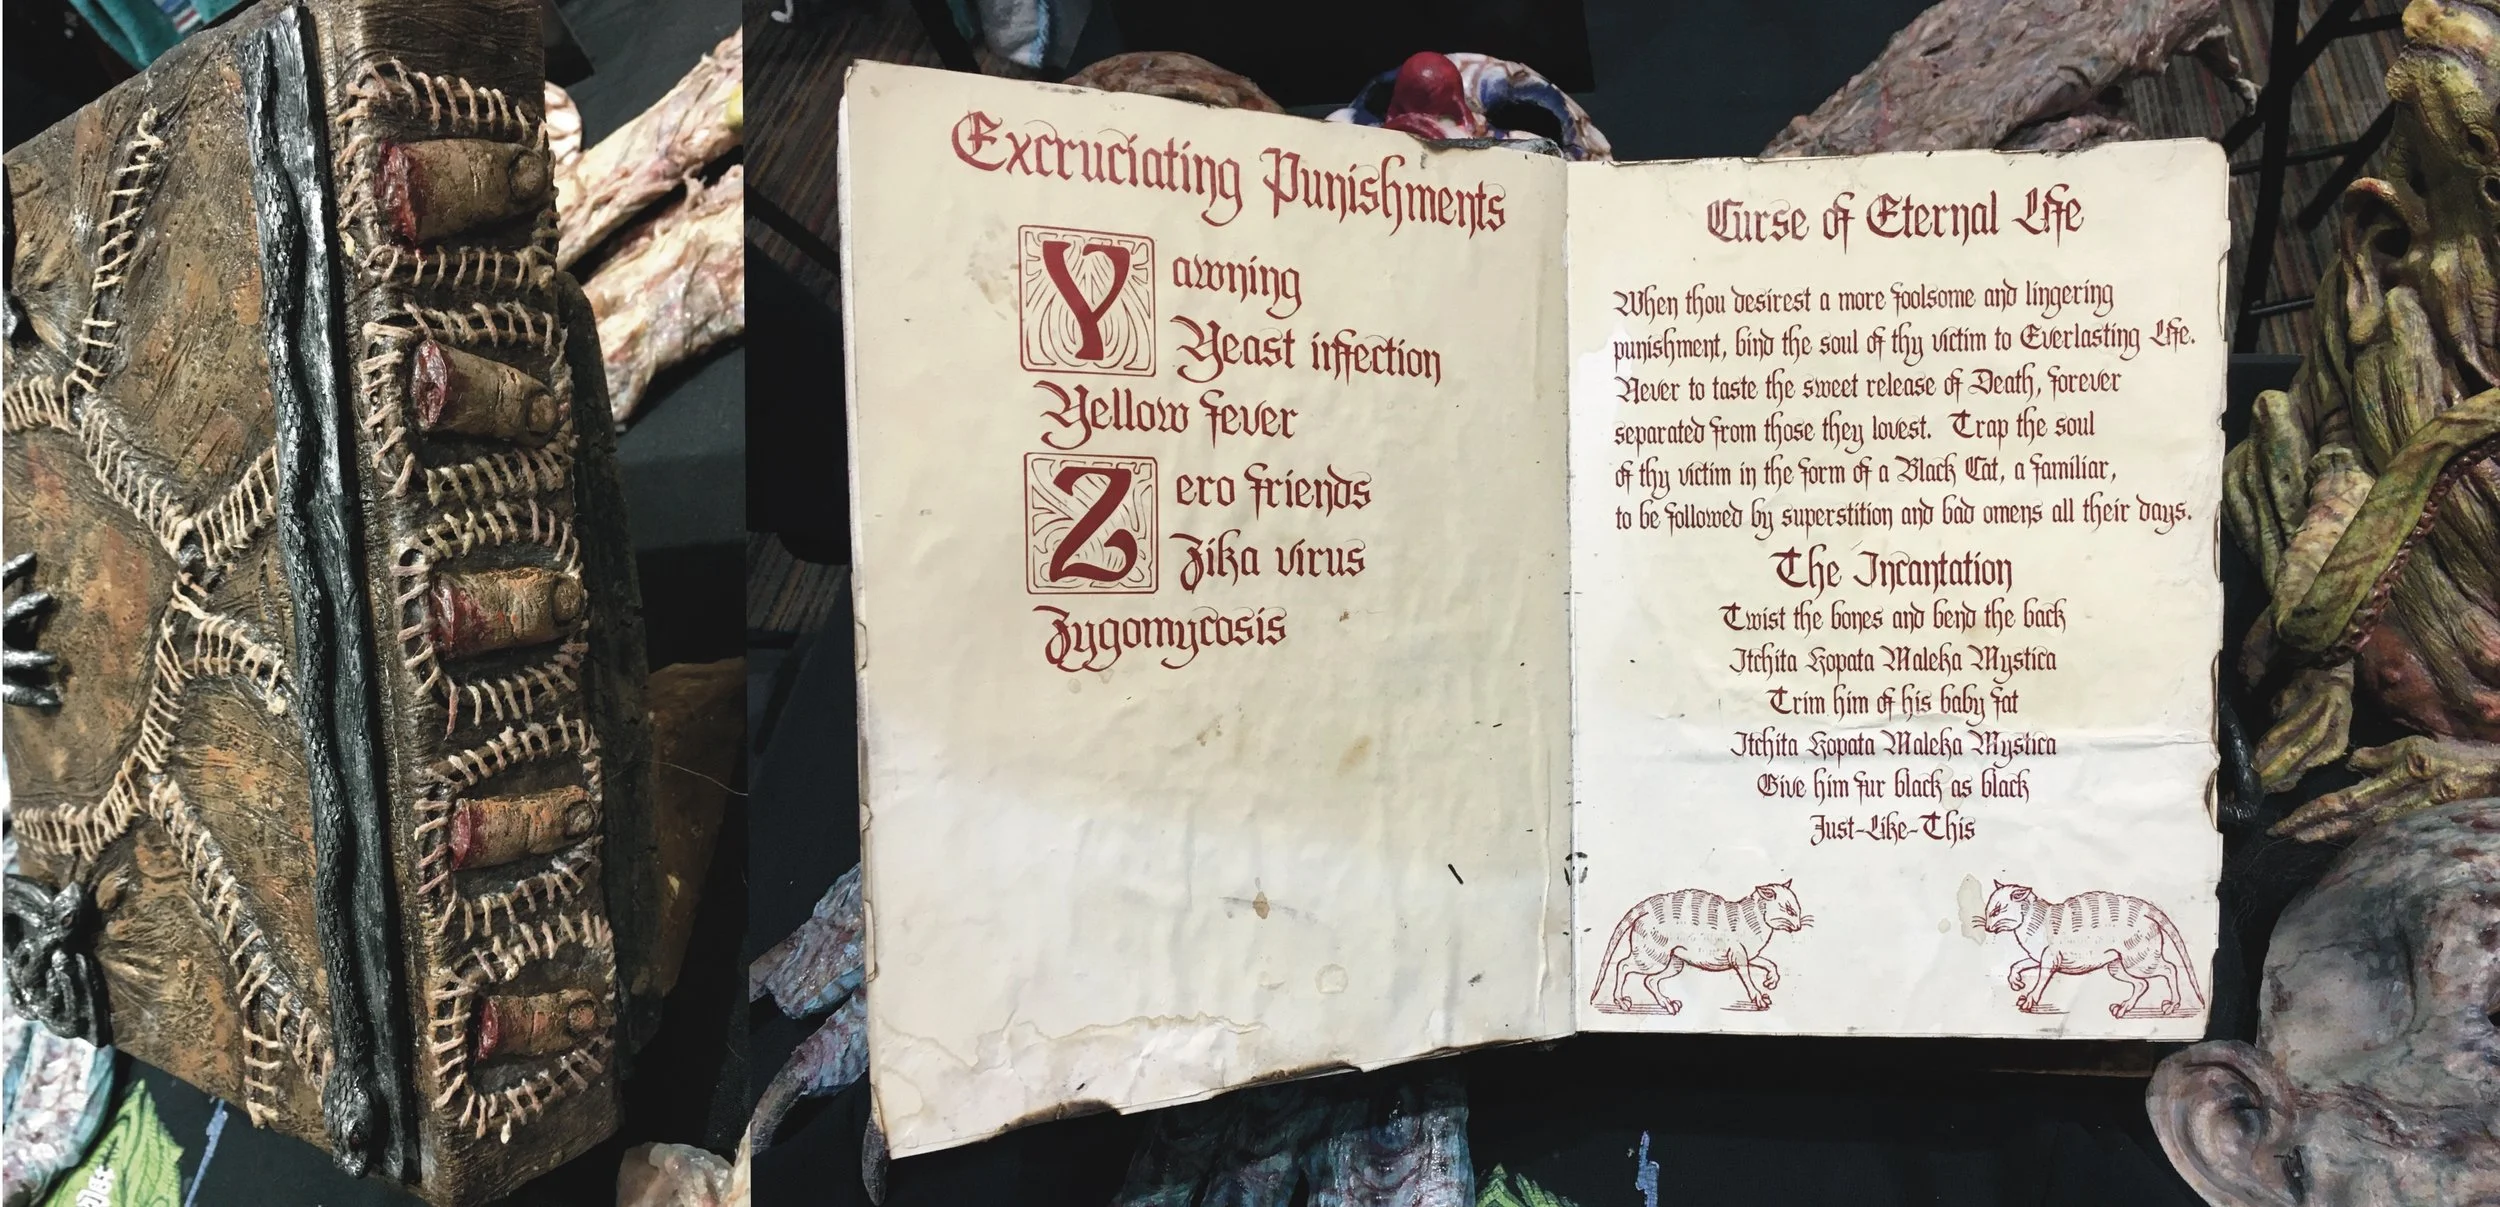 Excruciating Punishments
Yawning
Yeast infection
Yellow fever
Zero friends
Zika virus
Zygomycosis
Curse of Eternal Life
When thou desirest a more foolsome and lingering
punishment, bind the soul of thy victim to Everlasting Life.
Never to taste the sweet release of Death, forever
separated from those they lovest. Trap the soul
of thy victim in the form of a Black Cat, a familiar,
to be followed by superstition and bad omens all their days.
The Incantation
Twist the bones and bend the back
Itchita Kopata Maleka Mystica
Trim him of his baby fat
Itchita Kopata Maleka Mystica
Give him fur black as black
Just-Like-This